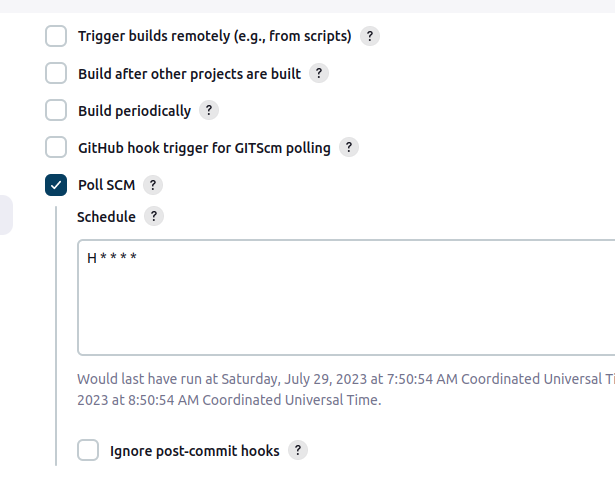 Trigger builds remotely (e.g., from scripts) ?
Build after other projects are built ?
Build periodically ?
GitHub hook trigger for GITScm polling ?
Poll SCM ?
Schedule ?
H * * * *
Would last have run at Saturday, July 29, 2023 at 7:50:54 AM Coordinated Universal
2023 at 8:50:54 AM Coordinated Universal Time.
Ignore post-commit hooks ?